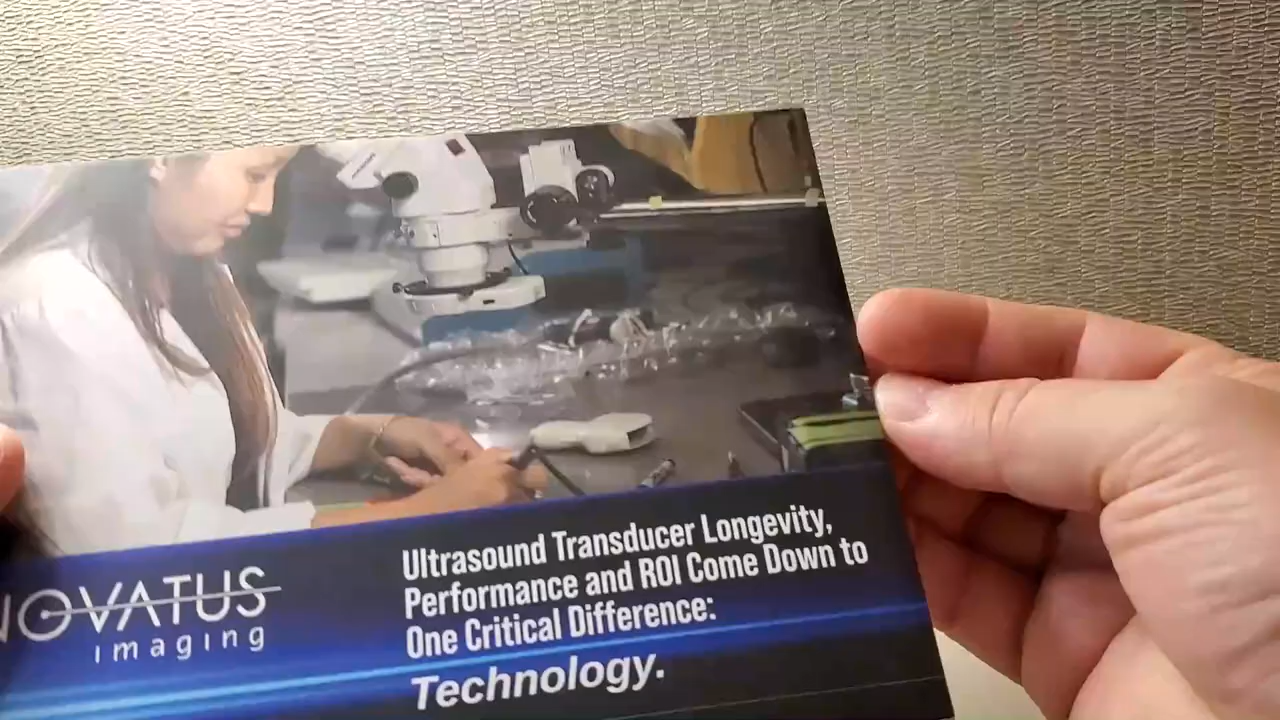 NOVATUS
imaging
Ultrasound Transducer Longevity,
Performance and ROI Come Down to
One Critical Difference:
Technology.